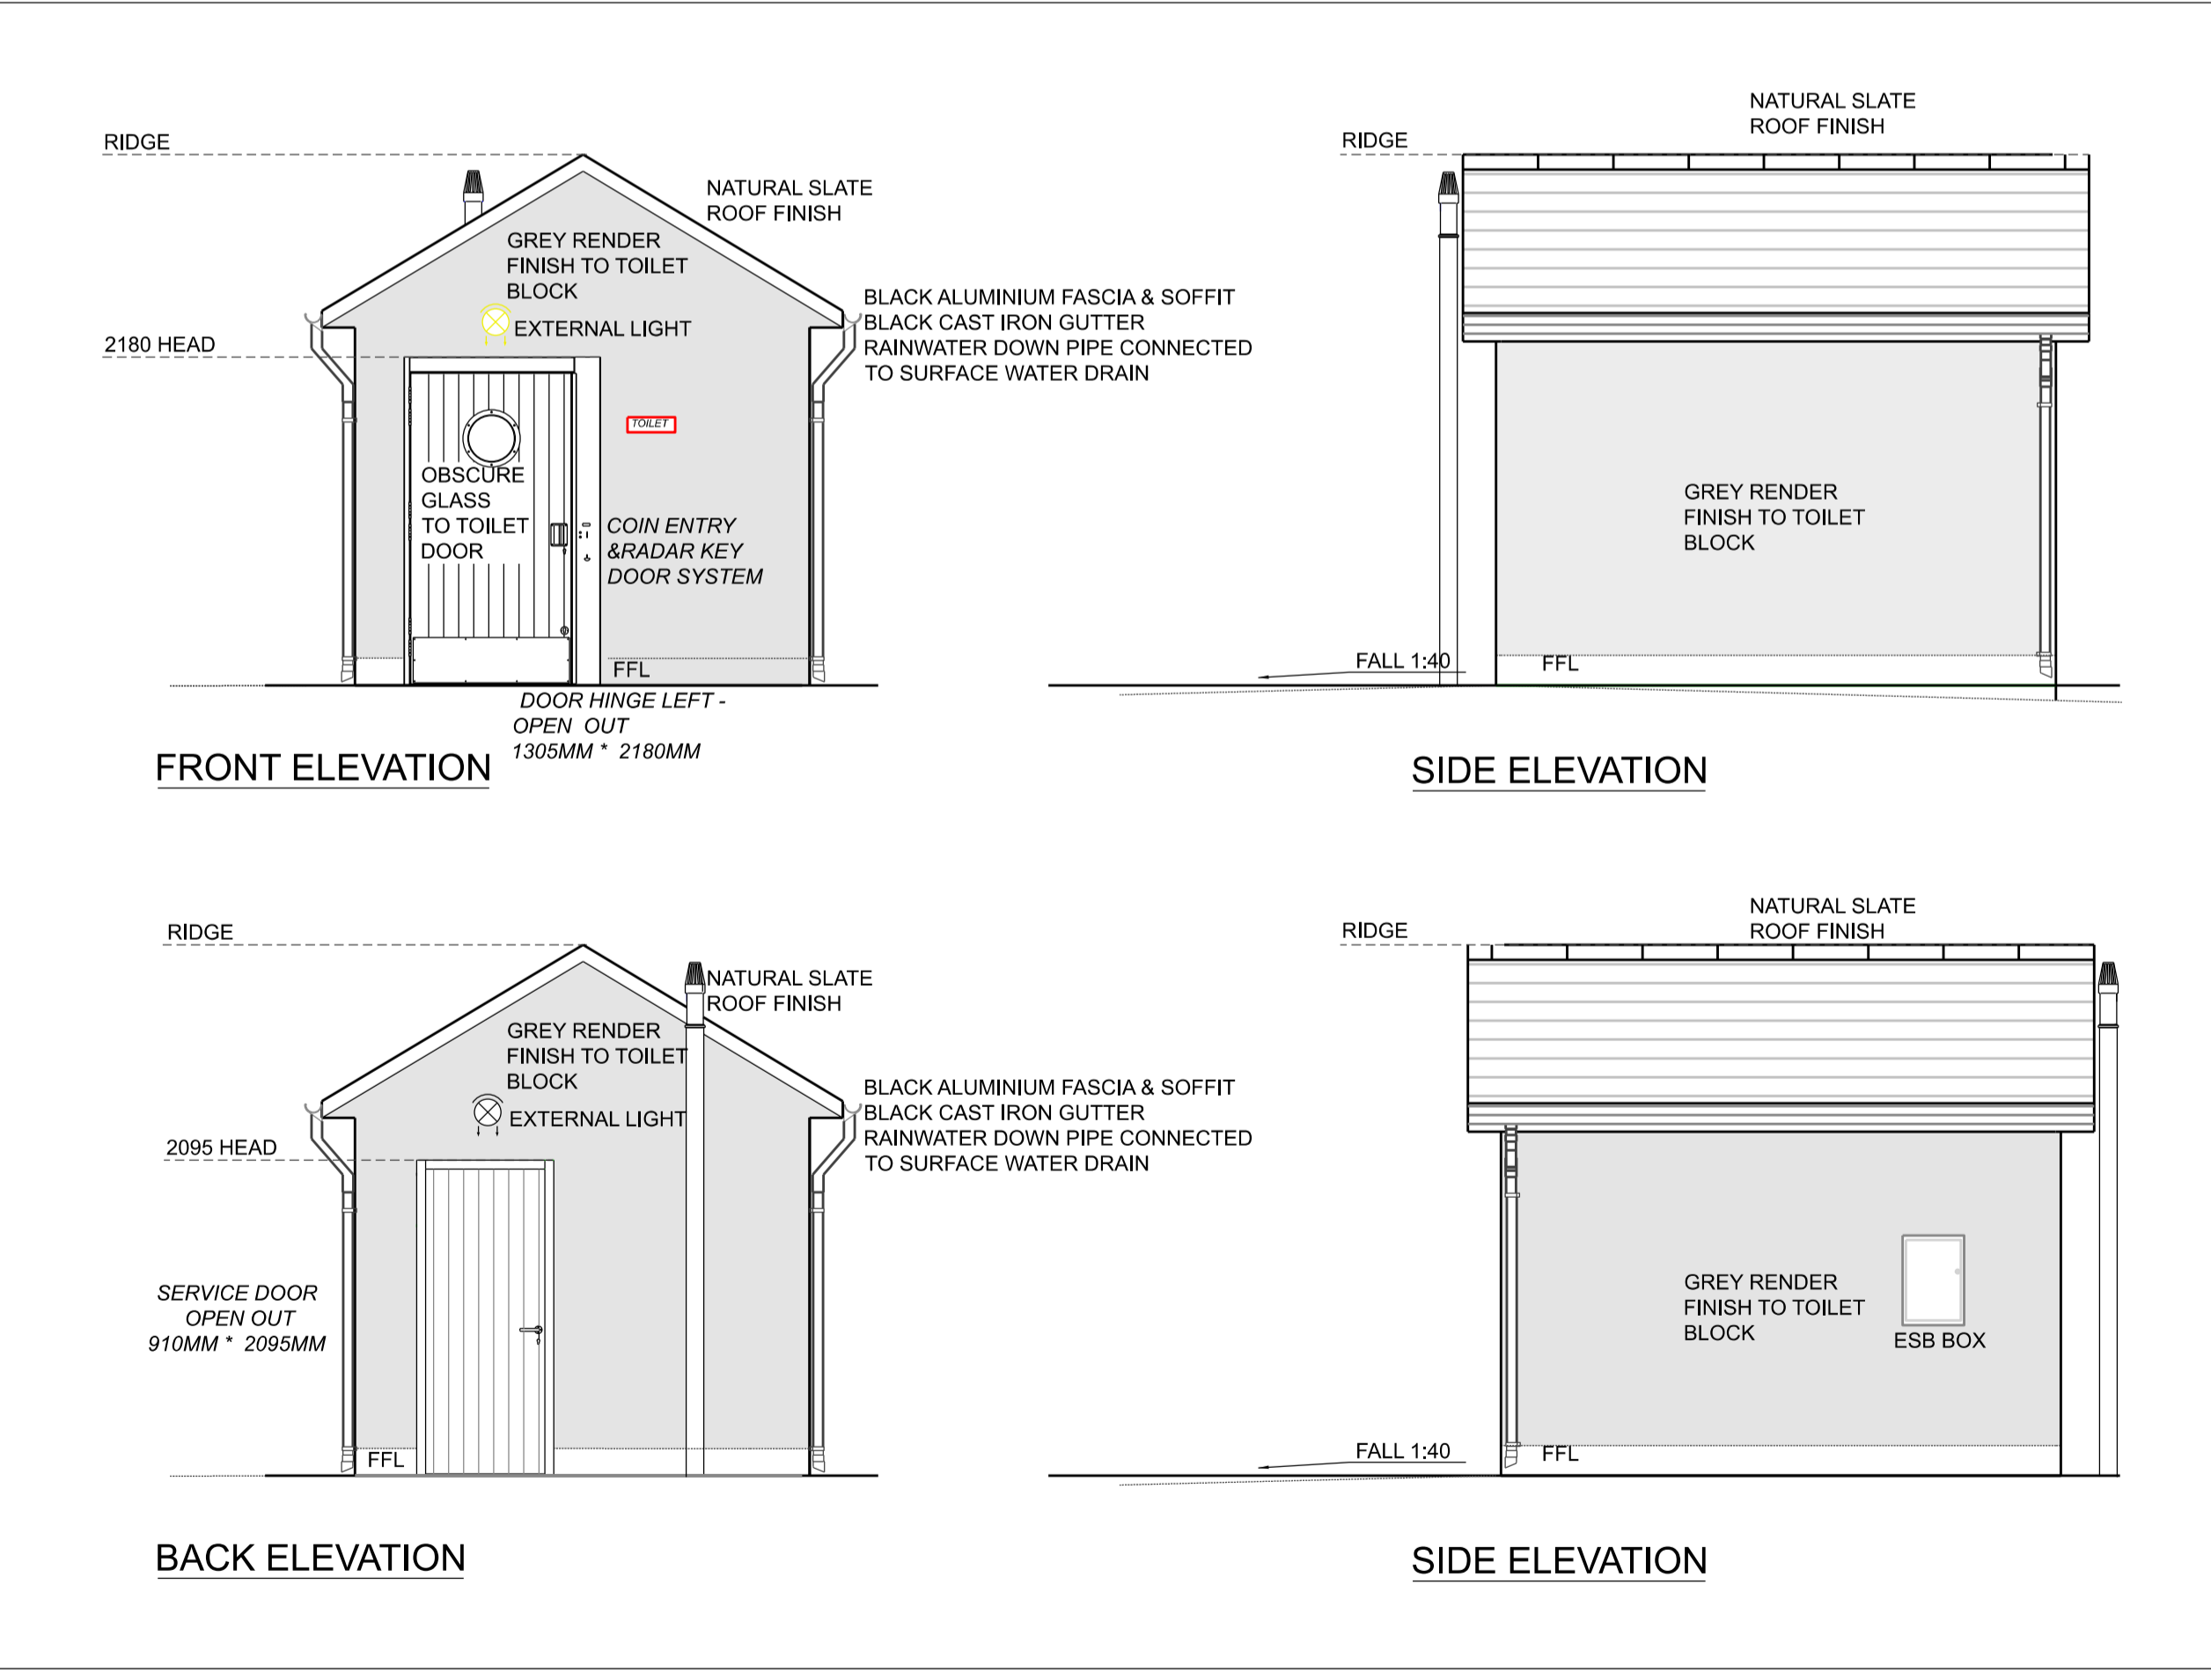 RIDGE
NATURAL SLATE
ROOF FINISH
GREY RENDER
FINISH TO TOILET
BLOCK
EXTERNAL LIGHT
BLACK ALUMINIUM FASCIA & SOFFIT
BLACK CAST IRON GUTTER
RAINWATER DOWN PIPE CONNECTED
TO SURFACE WATER DRAIN
2180 HEAD
TOILET
OBSCURE
GLASS
TO TOILET
DOOR
COIN ENTRY
&RADAR KEY
DOOR SYSTEM
FFL
DOOR HINGE LEFT -
OPEN OUT
1305MM * 2180MM
FRONT ELEVATION
NATURAL SLATE
ROOF FINISH
RIDGE
GREY RENDER
FINISH TO TOILET
BLOCK
FALL 1:40
FFL
SIDE ELEVATION
RIDGE
NATURAL SLATE
ROOF FINISH
GREY RENDER
FINISH TO TOILET
BLOCK
EXTERNAL LIGHT
BLACK ALUMINIUM FASCIA & SOFFIT
BLACK CAST IRON GUTTER
RAINWATER DOWN PIPE CONNECTED
TO SURFACE WATER DRAIN
2095 HEAD
SERVICE DOOR
OPEN OUT
910MM * 2095MM
FFL
BACK ELEVATION
NATURAL SLATE
ROOF FINISH
RIDGE
GREY RENDER
FINISH TO TOILET
BLOCK
ESB BOX
FALL 1:40
FFL
SIDE ELEVATION